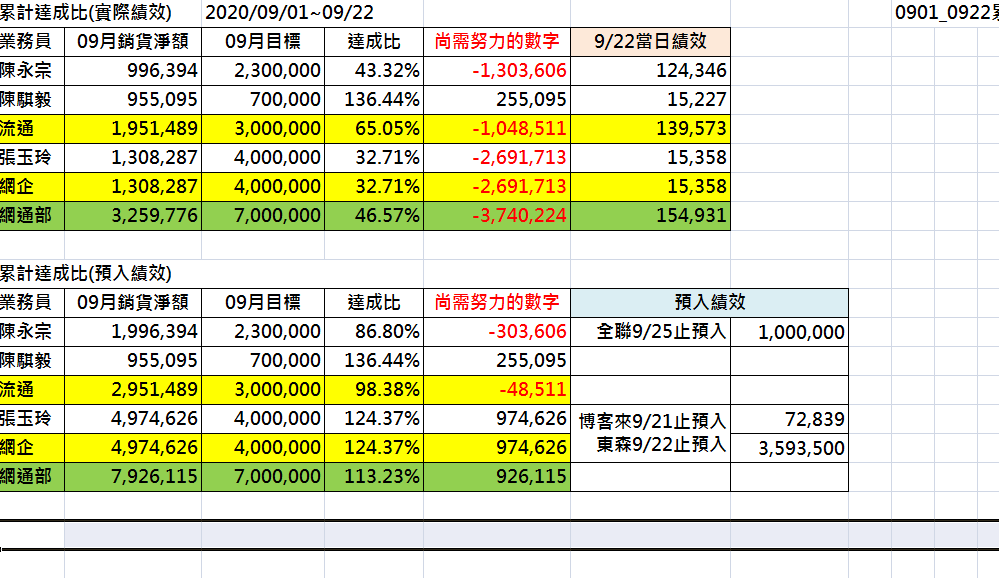 累計達成比(實際績效) 2020/09/01~09/22 0901_0922累
業務員 09月銷貨淨額 09月目標 達成比 尚需努力的數字 9/22當日績效
陳永宗 996,394 2,300,000 43.32% -1,303,606 124,346
陳騏毅 955,095 700,000 136.44% 255,095 15,227
流通 1,951,489 3,000,000 65.05% -1,048,511 139,573
張玉玲 1,308,287 4,000,000 32.71% -2,691,713 15,358
網企 1,308,287 4,000,000 32.71% -2,691,713 15,358
網通部 3,259,776 7,000,000 46.57% -3,740,224 154,931
累計達成比(預入績效)
業務員 09月銷貨淨額 09月目標 達成比 尚需努力的數字 預入績效
陳永宗 1,996,394 2,300,000 86.80% -303,606 全聯9/25止預入 1,000,000
陳騏毅 955,095 700,000 136.44% 255,095
流通 2,951,489 3,000,000 98.38% -48,511
張玉玲 4,974,626 4,000,000 124.37% 974,626 博客來9/21止預入 72,839
網企 4,974,626 4,000,000 124.37% 974,626 東森9/22止預入 3,593,500
網通部 7,926,115 7,000,000 113.23% 926,115